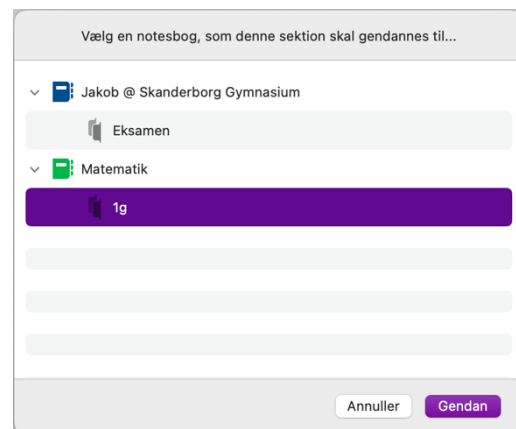 Vælg en notesbog, som denne sektion skal gendannes til...
Jakob @ Skanderborg Gymnasium
Eksamen
Matematik
1g
Annuller
Gendan